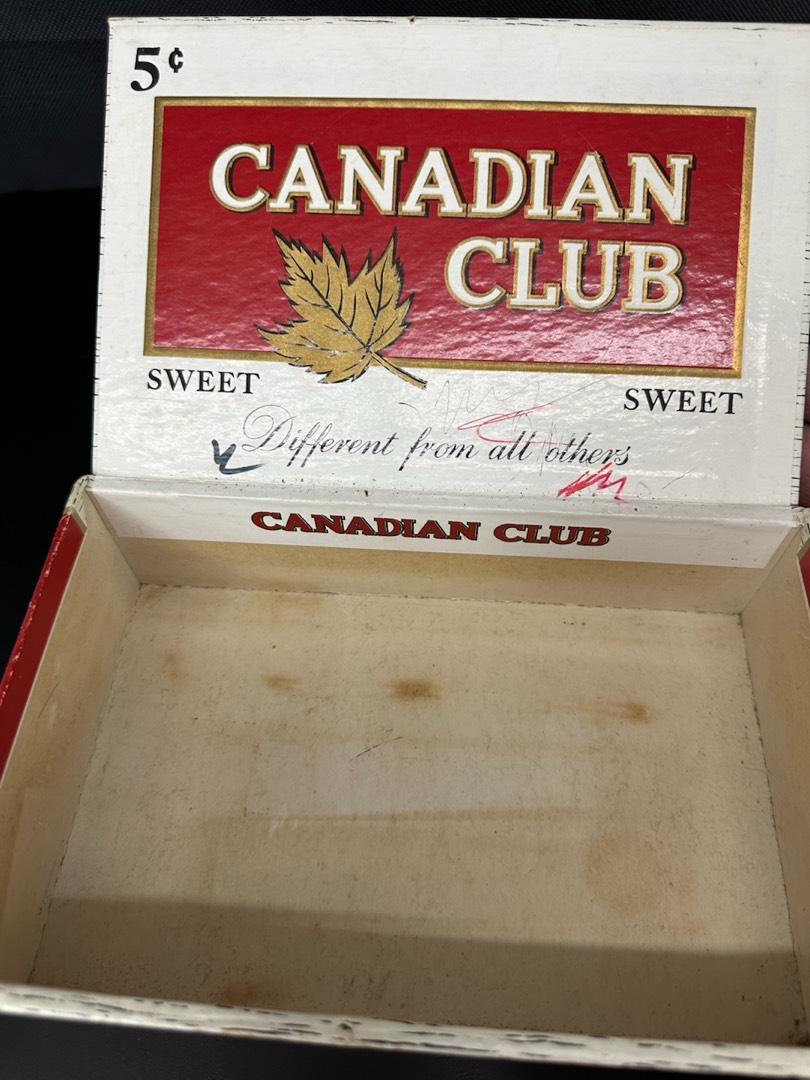 5¢
CANADIAN
CLUB
SWEET SWEET
Different from all others
CANADIAN CLUB